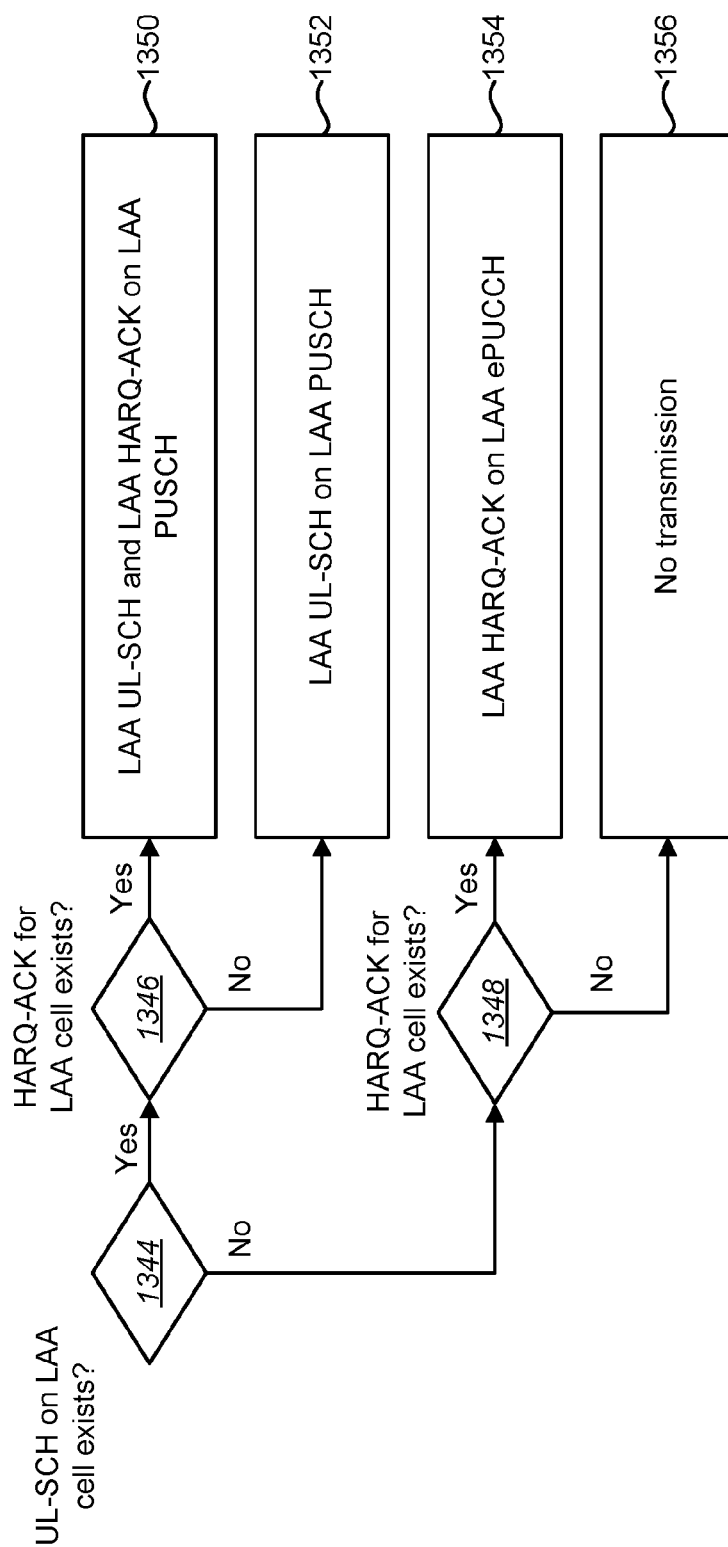 UL-SCH on LAA
cell exists?
1344
Yes
No
HARQ-ACK for
LAA cell exists?
1346
Yes
No
LAA UL-SCH and LAA HARQ-ACK on LAA
PUSCH
1350
LAA UL-SCH on LAA PUSCH
1352
HARQ-ACK for
LAA cell exists?
1348
Yes
No
LAA HARQ-ACK on LAA ePUCCH
1354
No transmission
1356